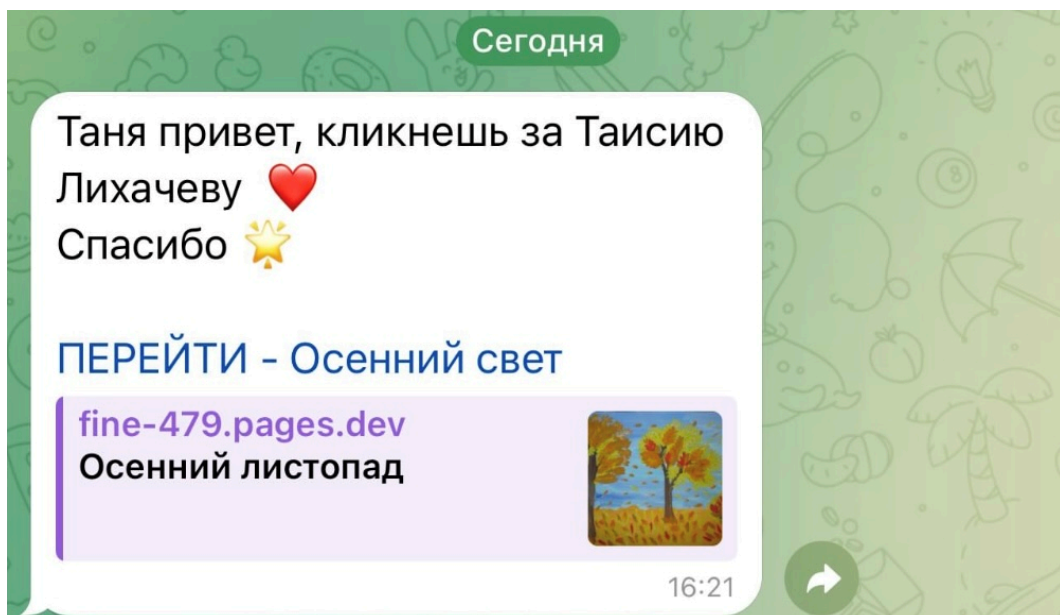 Сегодня
Таня привет, кликнешь за Таисию
Лихачеву ❤️
Спасибо 🌟
ПЕРЕЙТИ - Осенний свет
fine-479.pages.dev
Осенний листопад
16:21